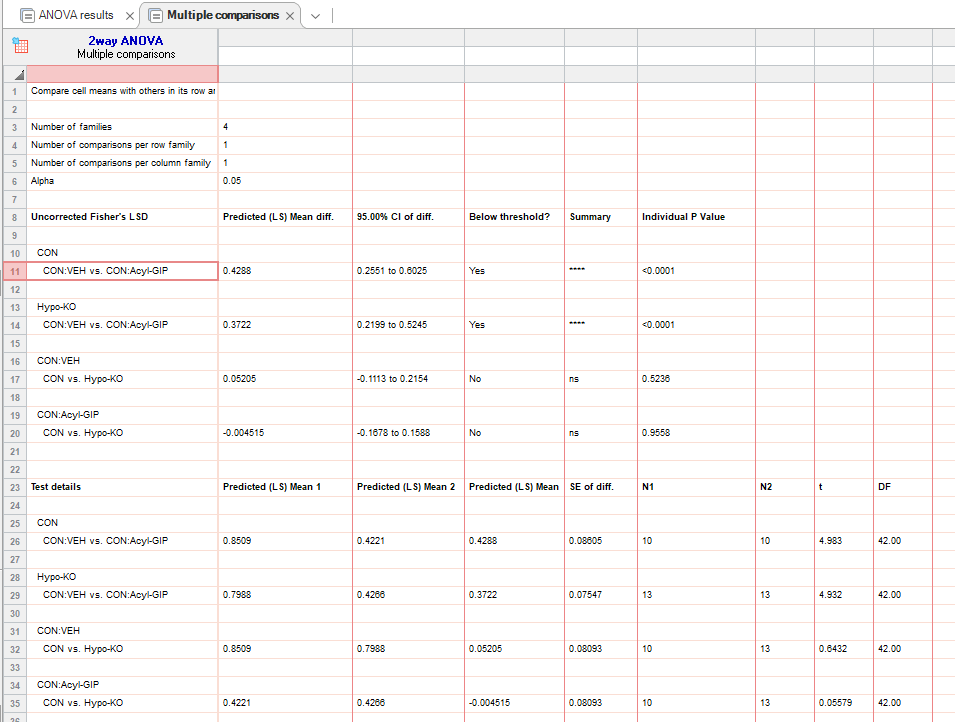 ANOVA results
Multiple comparisons
2way ANOVA
Multiple comparisons
1 Compare cell means with others in its row ar
2
3 Number of families 4
4 Number of comparisons per row family 1
5 Number of comparisons per column family 1
6 Alpha 0.05
7
8 Uncorrected Fisher's LSD Predicted (LS) Mean diff. 95.00% CI of diff. Below threshold? Summary Individual P Value
9
10 CON
11 CON:VEH vs. CON:Acyl-GIP 0.4288 0.2551 to 0.6025 Yes **** <0.0001
12
13 Hypo-KO
14 CON:VEH vs. CON:Acyl-GIP 0.3722 0.2199 to 0.5245 Yes **** <0.0001
15
16 CON:VEH
17 CON vs. Hypo-KO 0.05205 -0.1113 to 0.2154 No ns 0.5236
18
19 CON:Acyl-GIP
20 CON vs. Hypo-KO -0.004515 -0.1678 to 0.1588 No ns 0.9558
21
22
23 Test details Predicted (LS) Mean 1 Predicted (LS) Mean 2 Predicted (LS) Mean SE of diff. N1 N2 t DF
24
25 CON
26 CON:VEH vs. CON:Acyl-GIP 0.8509 0.4221 0.4288 0.08605 10 10 4.983 42.00
27
28 Hypo-KO
29 CON:VEH vs. CON:Acyl-GIP 0.7988 0.4266 0.3722 0.07547 13 13 4.932 42.00
30
31 CON:VEH
32 CON vs. Hypo-KO 0.8509 0.7988 0.05205 0.08093 10 13 0.6432 42.00
33
34 CON:Acyl-GIP
35 CON vs. Hypo-KO 0.4221 0.4266 -0.004515 0.08093 10 13 0.05579 42.00